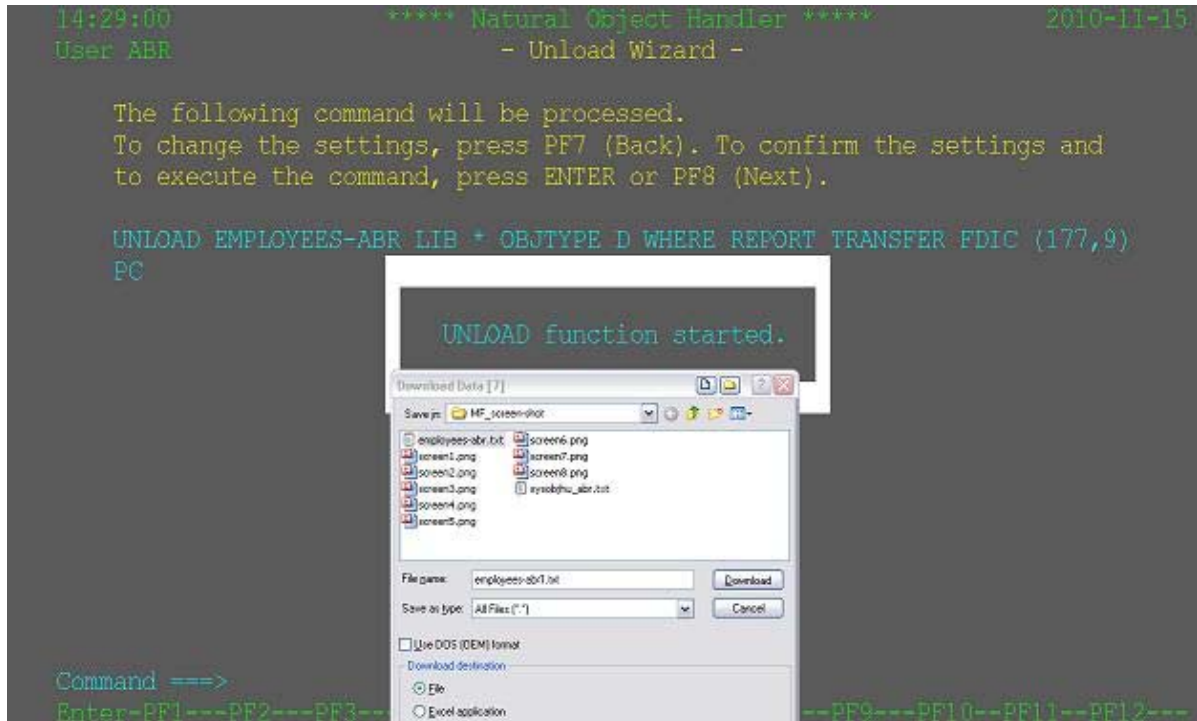 14:29:00 ***** Natural Object Handler ***** 2010-11-15
User ABR - Unload Wizard -
The following command will be processed.
To change the settings, press PF7 (Back). To confirm the settings and
to execute the command, press ENTER or PF8 (Next).
UNLOAD EMPLOYEES-ABR LIB * OBJTYPE D WHERE REPORT TRANSFER FDIC (177,9)
PC
UNLOAD function started.
Download Data [7]
Save in: MF_screen-shot
employees-abr.txt screen6.png
screen1.png screen7.png
screen2.png screen8.png
screen3.png sysobjhu_abr.txt
screen4.png
screen5.png
File name: employees-abr1.txt Download
Save as type: All Files (*.*) Cancel
Use DOS (OEM) format
Download destination
File
Command ===>
Excel application
Enter-PF1---PF2---PF3-- --PF9---PF10--PF11--PF12---